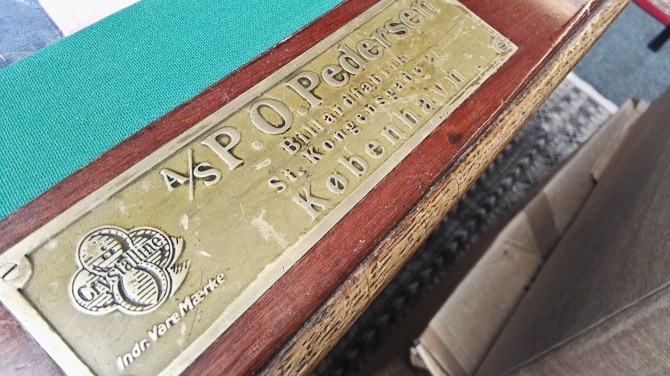 A/S P. O. Pedersen
Billardfabrik
St. Kongensgade
København
Crystalline
Indr. Vare Mærke